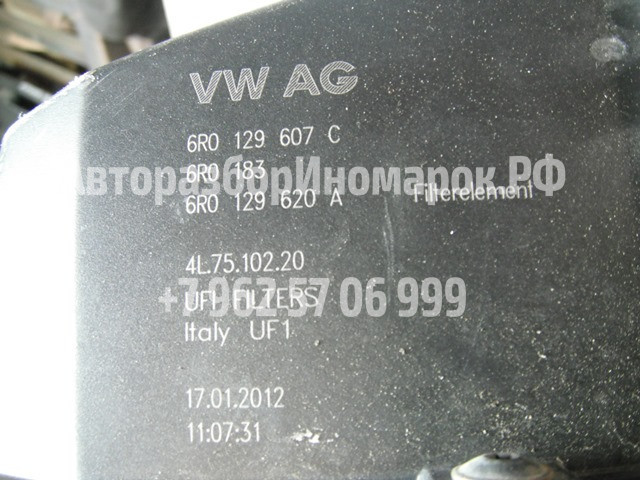 VW AG
6R0 129 607 C
6R0 183
АвторазборИномарок.РФ
6R0 129 620 A Filterelement
4L.75.102.20
+7 962 57 06 999
UFI FILTERS
Italy UF1
17.01.2012
11:07:31